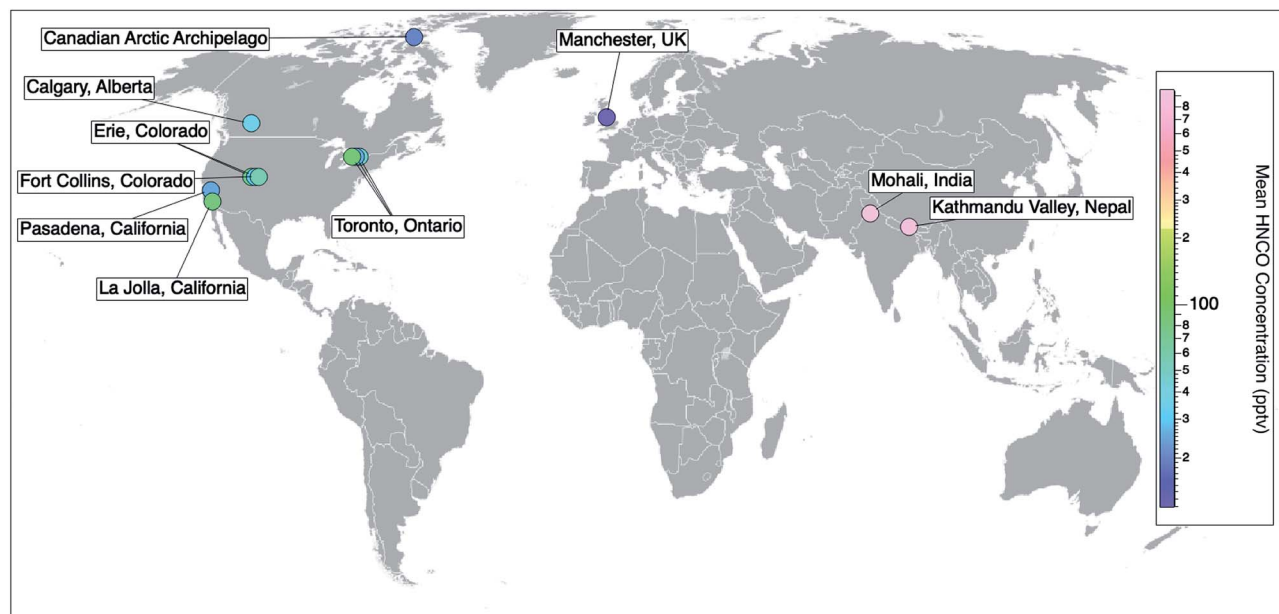 Canadian Arctic Archipelago
Manchester, UK
Calgary, Alberta
Erie, Colorado
Fort Collins, Colorado
Mohali, India
Kathmandu Valley, Nepal
Pasadena, California
Toronto, Ontario
La Jolla, California
8
7
6
5
4
3
2
100
8
7
6
5
4
3
2
Mean HNCO Concentration (pptv)